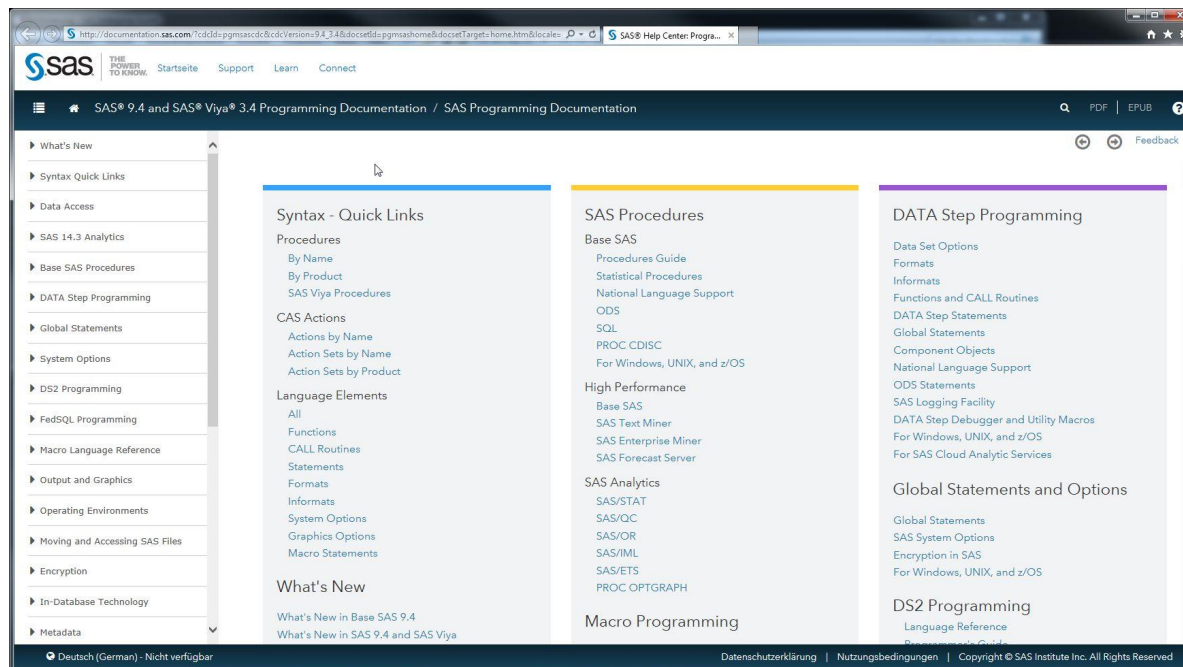 http://documentation.sas.com/?cdcId=pgmsascdc&cdcVersion=9.4_3.4&docsetId=pgmsashome&docsetTarget=home.htm&locale=
SAS® Help Center: Progra...
sas THE POWER TO KNOW.
Startseite Support Learn Connect
SAS® 9.4 and SAS® Viya® 3.4 Programming Documentation / SAS Programming Documentation
PDF | EPUB
Feedback
What's New
Syntax Quick Links
Data Access
SAS 14.3 Analytics
Base SAS Procedures
DATA Step Programming
Global Statements
System Options
DS2 Programming
FedSQL Programming
Macro Language Reference
Output and Graphics
Operating Environments
Moving and Accessing SAS Files
Encryption
In-Database Technology
Metadata
Syntax - Quick Links
Procedures
By Name
By Product
SAS Viya Procedures
CAS Actions
Actions by Name
Action Sets by Name
Action Sets by Product
Language Elements
All
Functions
CALL Routines
Statements
Formats
Informats
System Options
Graphics Options
Macro Statements
What's New
What's New in Base SAS 9.4
What's New in SAS 9.4 and SAS Viya
SAS Procedures
Base SAS
Procedures Guide
Statistical Procedures
National Language Support
ODS
SQL
PROC CDISC
For Windows, UNIX, and z/OS
High Performance
Base SAS
SAS Text Miner
SAS Enterprise Miner
SAS Forecast Server
SAS Analytics
SAS/STAT
SAS/QC
SAS/OR
SAS/IML
SAS/ETS
PROC OPTGRAPH
Macro Programming
DATA Step Programming
Data Set Options
Formats
Informats
Functions and CALL Routines
DATA Step Statements
Global Statements
Component Objects
National Language Support
ODS Statements
SAS Logging Facility
DATA Step Debugger and Utility Macros
For Windows, UNIX, and z/OS
For SAS Cloud Analytic Services
Global Statements and Options
Global Statements
SAS System Options
Encryption in SAS
For Windows, UNIX, and z/OS
DS2 Programming
Language Reference
Programmer's Guide
Deutsch (German) - Nicht verfügbar
Datenschutzerklärung | Nutzungsbedingungen | Copyright © SAS Institute Inc. All Rights Reserved